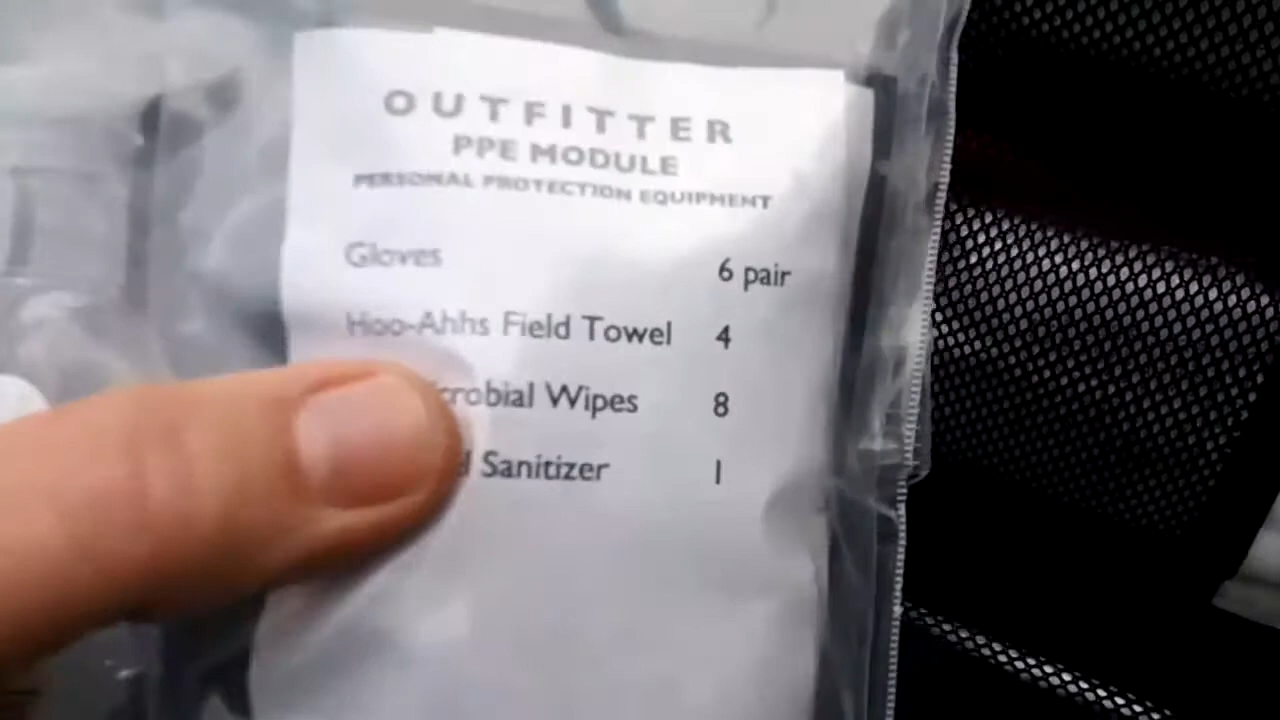 OUTFITTER
PPE MODULE
PERSONAL PROTECTION EQUIPMENT
Gloves 6 pair
Hoo-Ahhs Field Towel 4
crobial Wipes 8
d Sanitizer 1